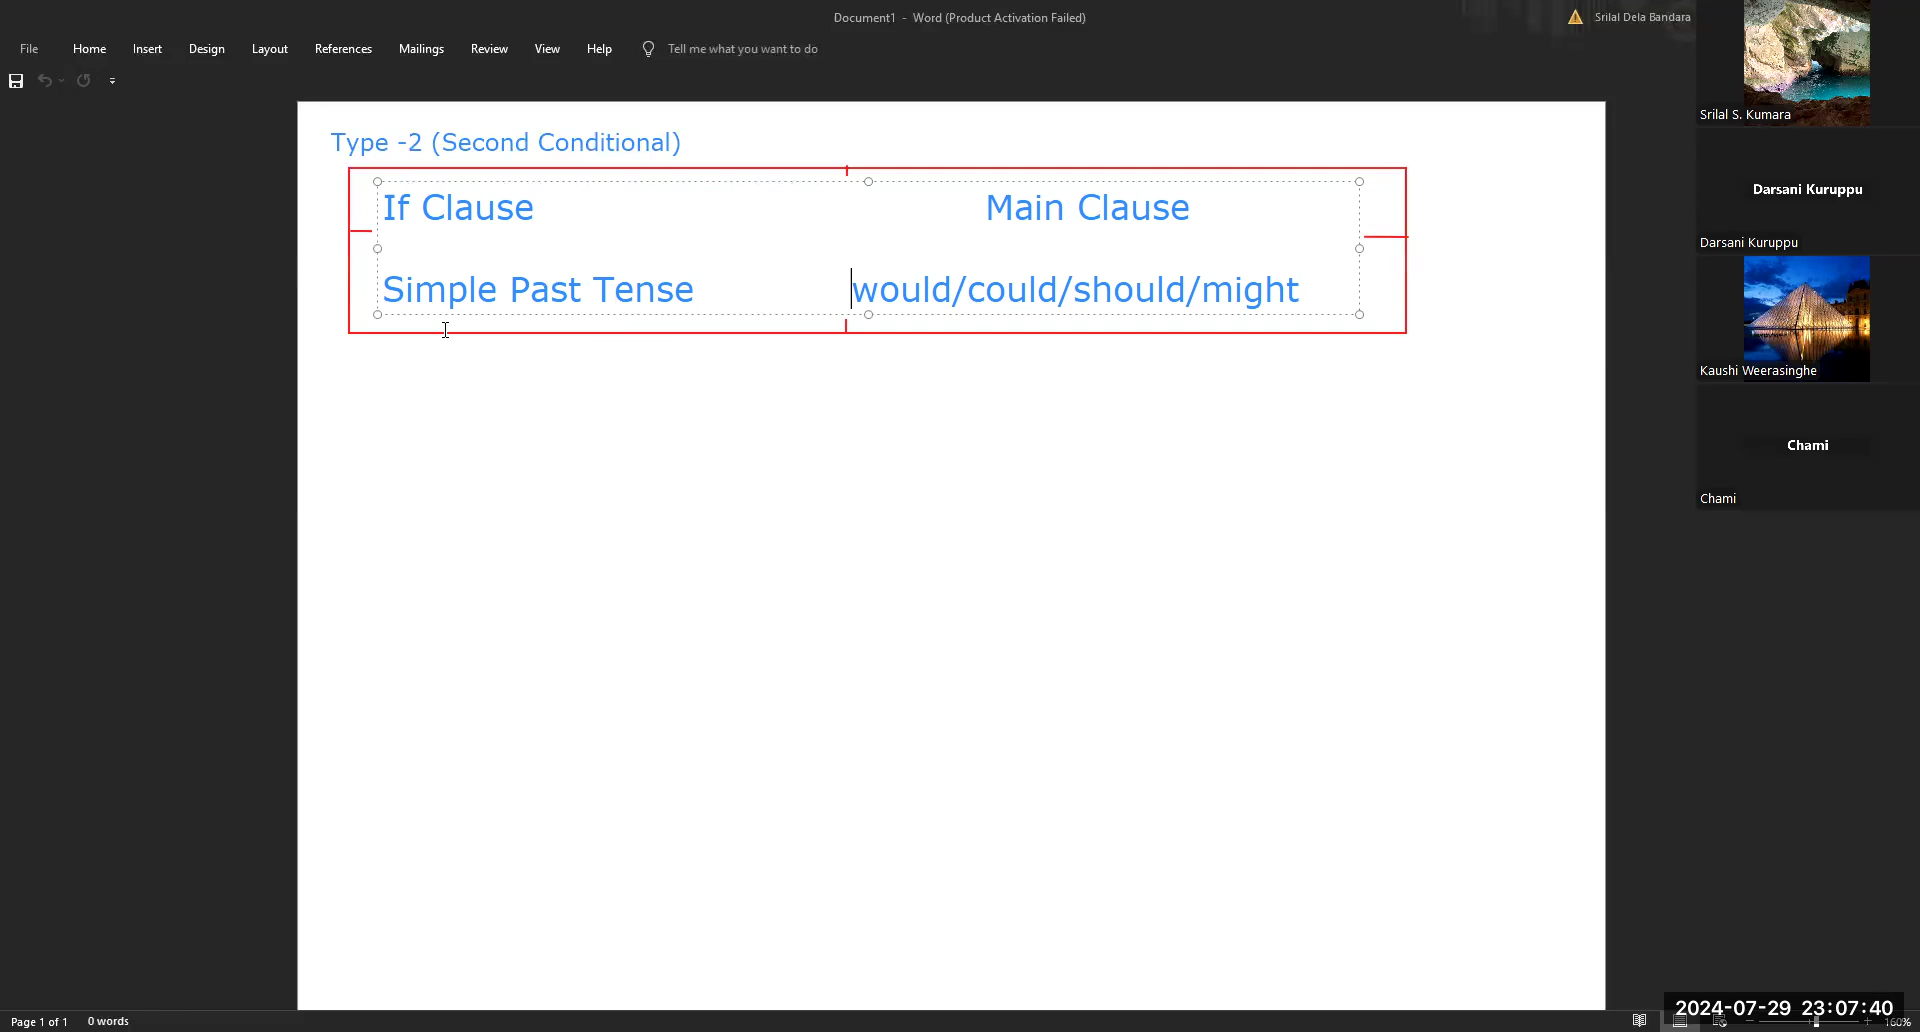 Document1 - Word (Product Activation Failed)
Srilal Dela Bandara
File Home Insert Design Layout References Mailings Review View Help Tell me what you want to do
Srilal S. Kumara
Darsani Kuruppu
Darsani Kuruppu
Kaushi Weerasinghe
Chami
Chami
Type -2 (Second Conditional)
If Clause Main Clause
Simple Past Tense would/could/should/might
Page 1 of 1 0 words
2024-07-29 23:07:40
160%